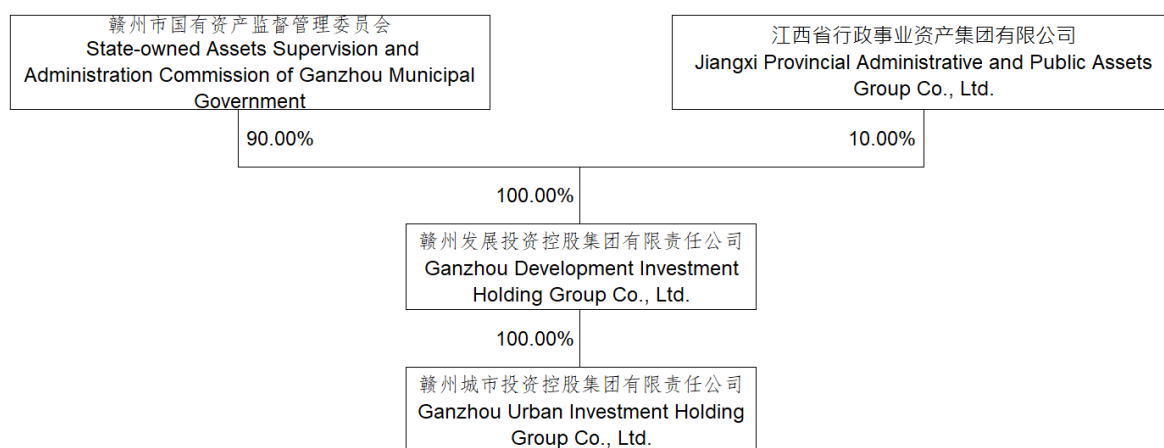 赣州市国有资产监督管理委员会
State-owned Assets Supervision and
Administration Commission of Ganzhou Municipal
Government
江西省行政事业资产集团有限公司
Jiangxi Provincial Administrative and Public Assets
Group Co., Ltd.
90.00%
10.00%
100.00%
赣州发展投资控股集团有限责任公司
Ganzhou Development Investment
Holding Group Co., Ltd.
100.00%
赣州城市投资控股集团有限责任公司
Ganzhou Urban Investment Holding
Group Co., Ltd.